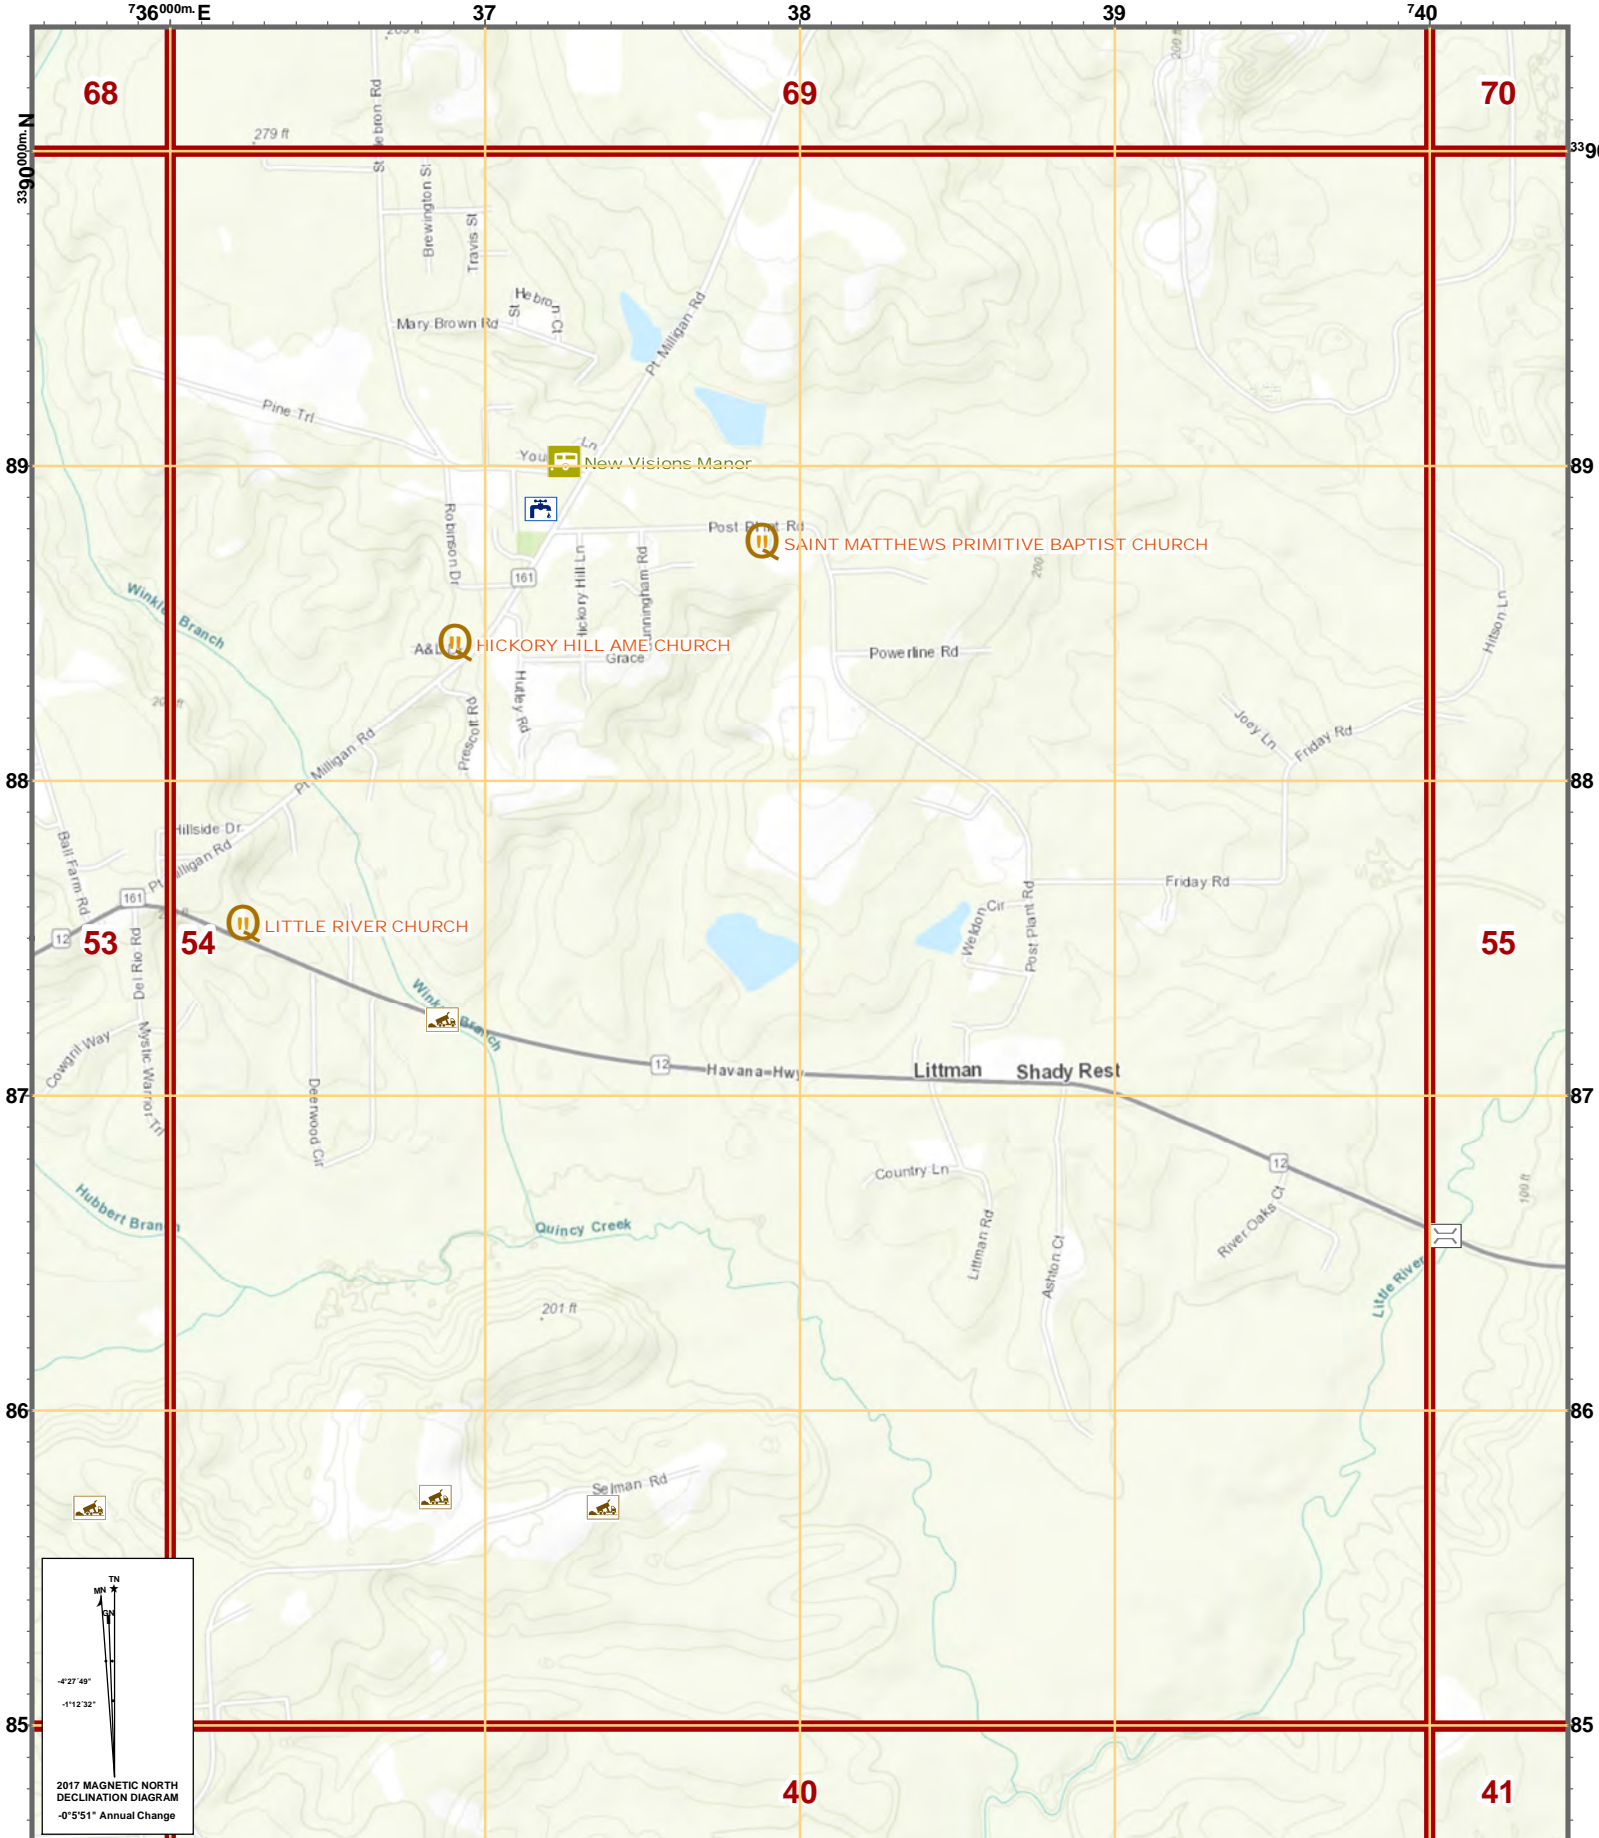 736000m. E 37 38 39 740
3390000m. N
68 69 70
279 ft
St Hebron Rd
200 ft
Brewington St
Travis St
Hebron Ct
St
Mary Brown Rd
Pt Milligan Rd
Pine Trl
Ln
You
New Visions Manor
89 89
Robinson Dr
Post Plant Rd
SAINT MATTHEWS PRIMITIVE BAPTIST CHURCH
161
Hickory Hill Ln
200
Winkle Branch
Hitson Ln
HICKORY HILL AME CHURCH
A&L
Grace
Powerline Rd
Hutley Rd
Prescott Rd
Joey Ln
Friday Rd
Pt Milligan Rd
88 88
Hillside Dr
Ball Farm Rd
Pt Milligan Rd
Friday Rd
161
Weldon Cir
Post Plant Rd
LITTLE RIVER CHURCH
12
53 54 55
Del Rio Rd
Wink Branch
Cowgril Way
Mystic Warrior Trl
12
Havana Hwy
Littman
Shady Rest
Deerwood Cir
87 87
12
Country Ln
100 ft
Hubbert Branch
Quincy Creek
Littman Rd
River Oaks Ct
Ashton Ct
Little River
201 ft
86 86
Selman Rd
TN
MN
GN
-4°27'49"
-1°12'32"
85 85
2017 MAGNETIC NORTH
DECLINATION DIAGRAM
-0°5'51" Annual Change
40 41